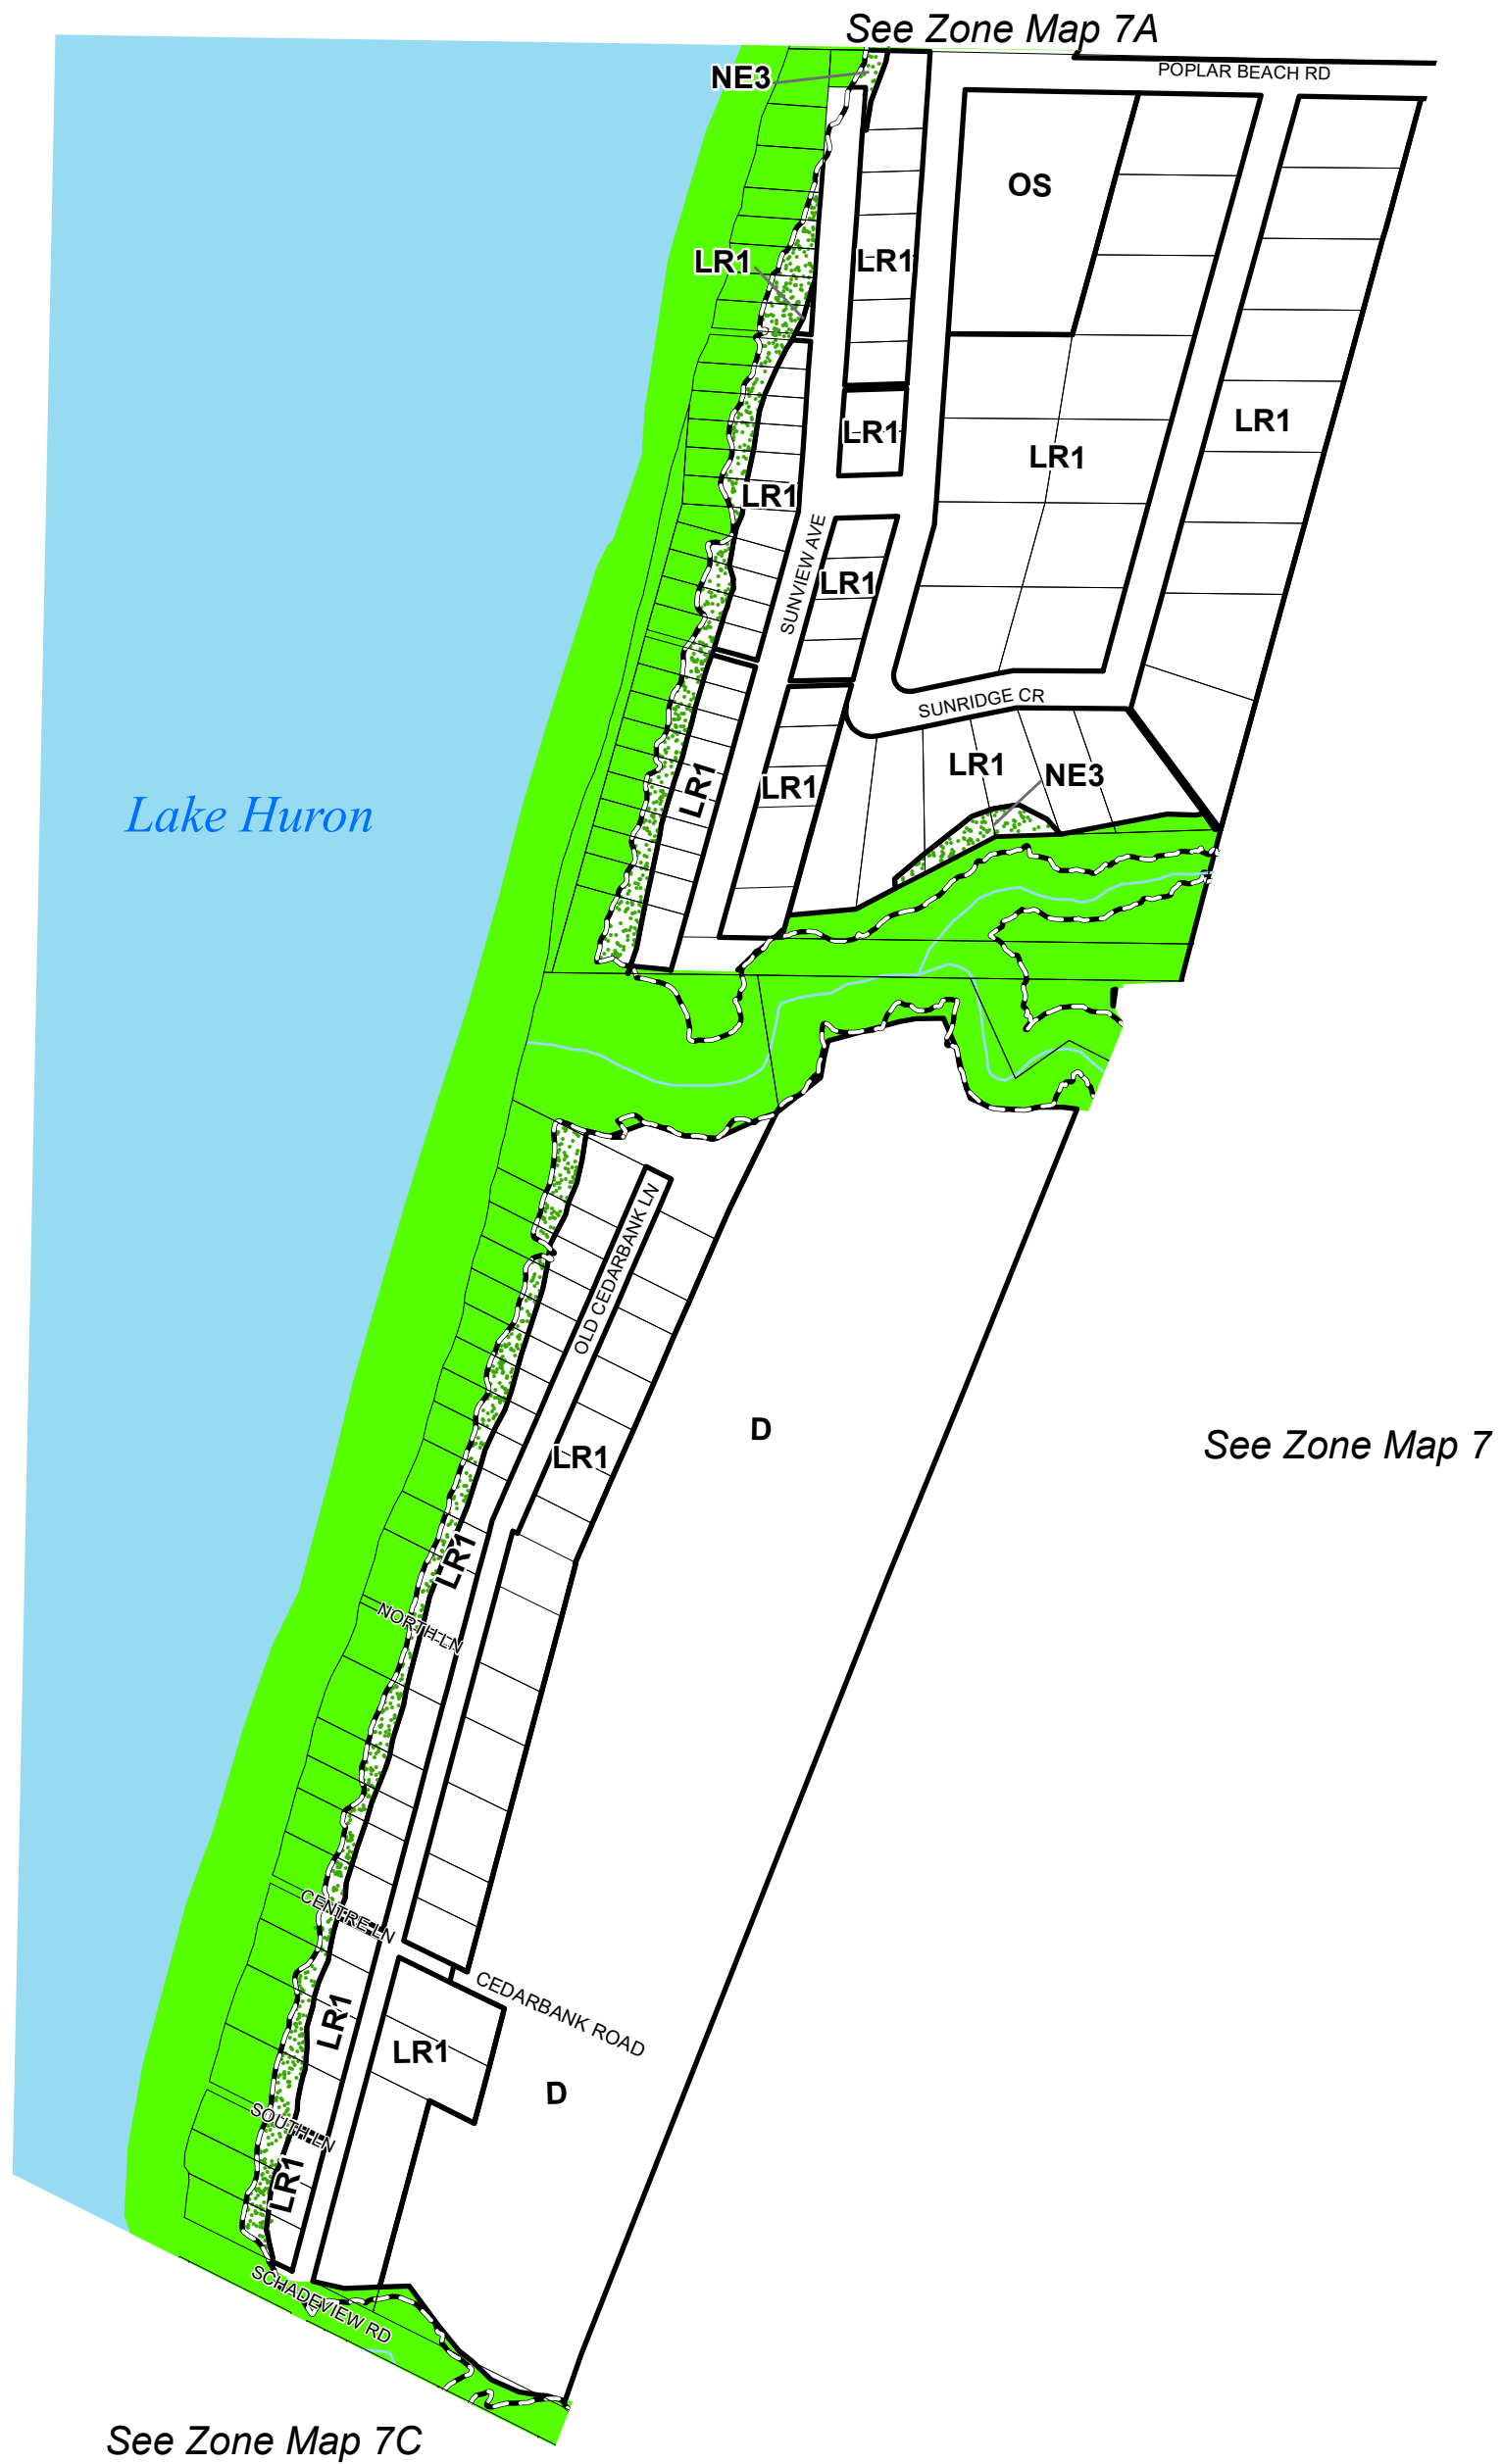 See Zone Map 7A
POPLAR BEACH RD
NE3
OS
LR1
LR1
LR1
LR1
LR1
LR1
SUNVIEW AVE
LR1
SUNRIDGE CR
LR1
NE3
LR1
LR1
Lake Huron
OLD CEDARBANK LN
D
See Zone Map 7
LR1
LR1
NORTH LN
CENTRE LN
CEDARBANK ROAD
LR1
LR1
D
SOUTH LN
LR1
SCHADEVIEW RD
See Zone Map 7C